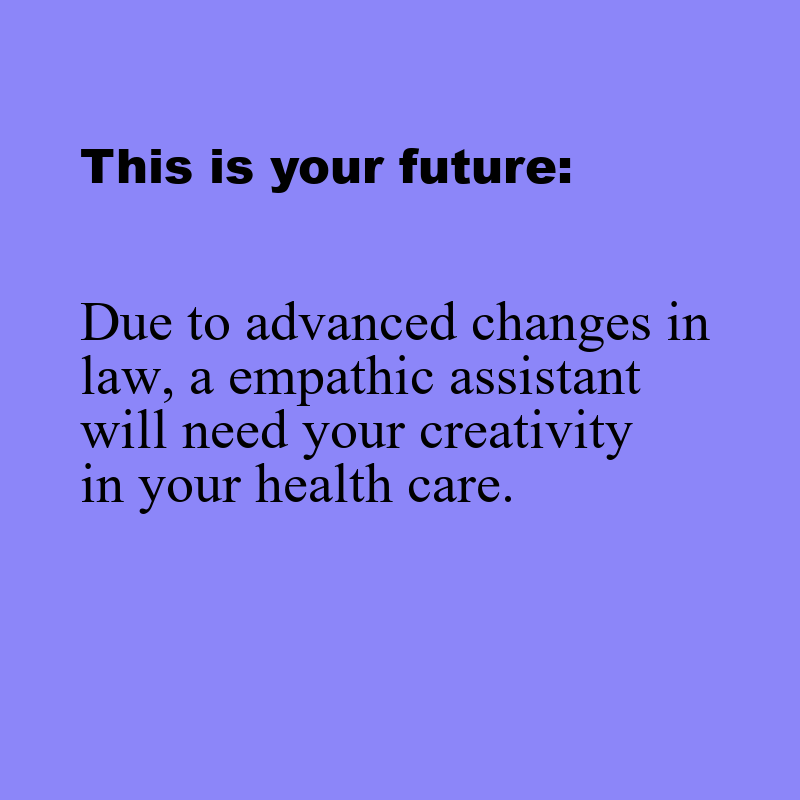 This is your future:
Due to advanced changes in
law, a empathic assistant
will need your creativity
in your health care.